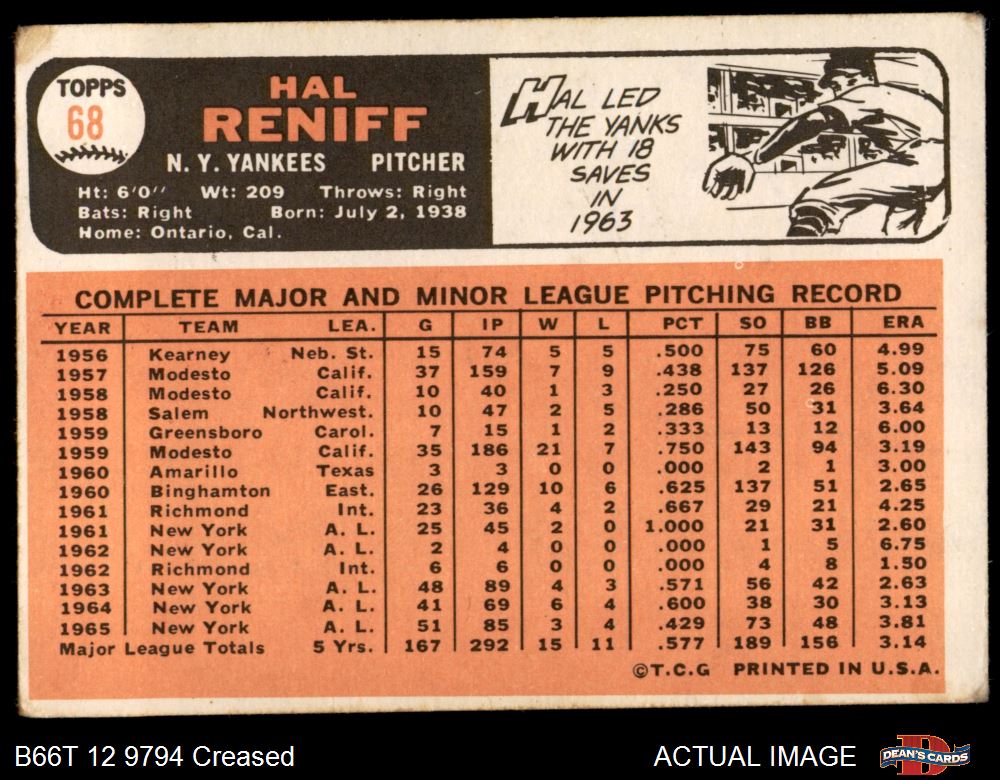 TOPPS
68
HAL
RENIFF
N. Y. YANKEES PITCHER
Ht: 6'0'' Wt: 209 Throws: Right
Bats: Right Born: July 2, 1938
Home: Ontario, Cal.
HAL LED
THE YANKS
WITH 18
SAVES
IN
1963
COMPLETE MAJOR AND MINOR LEAGUE PITCHING RECORD
YEAR TEAM LEA. G IP W L PCT SO BB ERA
1956 Kearney Neb. St. 15 74 5 5 .500 75 60 4.99
1957 Modesto Calif. 37 159 7 9 .438 137 126 5.09
1958 Modesto Calif. 10 40 1 3 .250 27 26 6.30
1958 Salem Northwest. 10 47 2 5 .286 50 31 3.64
1959 Greensboro Carol. 7 15 1 2 .333 13 12 6.00
1959 Modesto Calif. 35 186 21 7 .750 143 94 3.19
1960 Amarillo Texas 3 3 0 0 .000 2 1 3.00
1960 Binghamton East. 26 129 10 6 .625 137 51 2.65
1961 Richmond Int. 23 36 4 2 .667 29 21 4.25
1961 New York A. L. 25 45 2 0 1.000 21 31 2.60
1962 New York A. L. 2 4 0 0 .000 1 5 6.75
1962 Richmond Int. 6 6 0 0 .000 4 8 1.50
1963 New York A. L. 48 89 4 3 .571 56 42 2.63
1964 New York A. L. 41 69 6 4 .600 38 30 3.13
1965 New York A. L. 51 85 3 4 .429 73 48 3.81
Major League Totals 5 Yrs. 167 292 15 11 .577 189 156 3.14
©T.C.G PRINTED IN U.S.A.
B66T 12 9794 Creased ACTUAL IMAGE DEAN'S CARDS